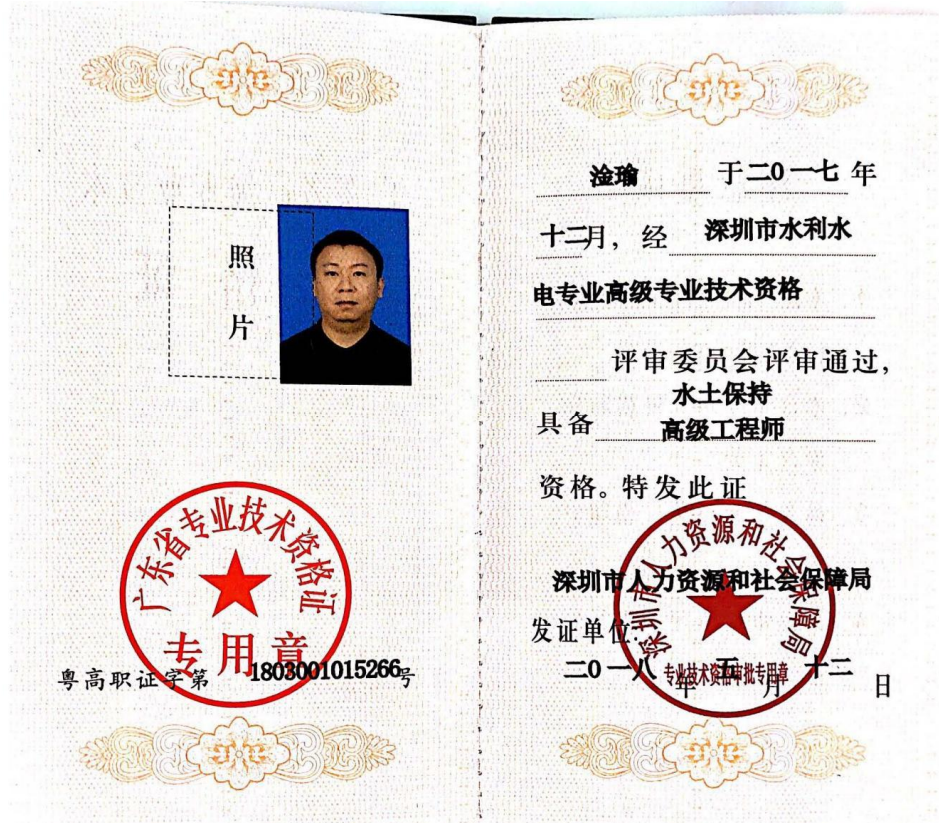 照
片
广东省专业技术资格证
专用章
粤高职证字第 1803001015266号
淦瑜 于二0一七年
十二月，经 深圳市水利水
电专业高级专业技术资格
评审委员会评审通过，
水土保持
具备 高级工程师
资格。特发此证
深圳市人力资源和社会保障局
深圳市人力资源和社会保障局
发证单位:
专业技术资格审批专用章
二0一八 年 五 月 十二 日